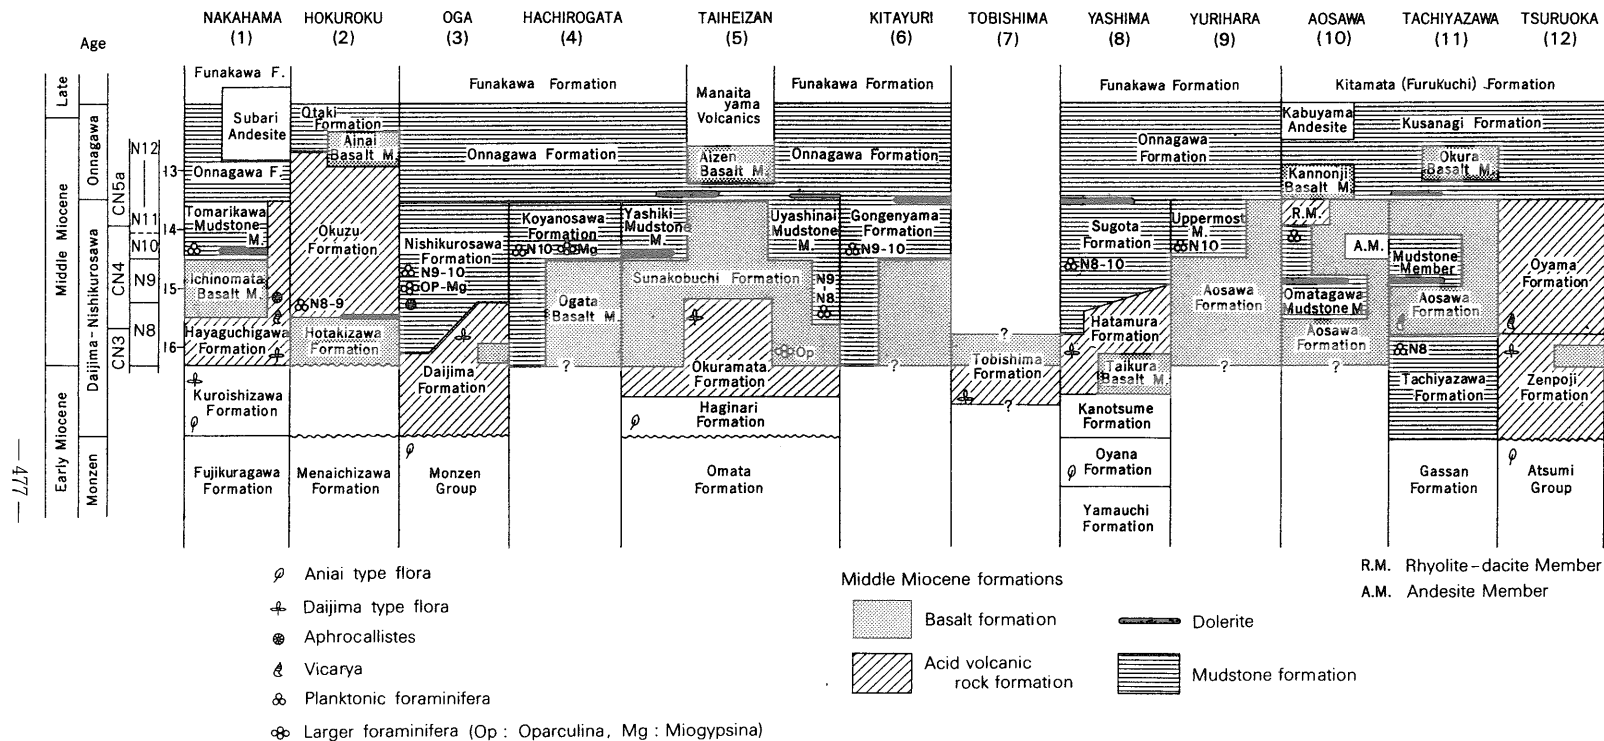 NAKAHAMA
(1)
HOKUROKU
(2)
OGA
(3)
HACHIROGATA
(4)
TAIHEIZAN
(5)
KITAYURI
(6)
TOBISHIMA
(7)
YASHIMA
(8)
YURIHARA
(9)
AOSAWA
(10)
TACHIYAZAWA
(11)
TSURUOKA
(12)
Age
Late
Middle Miocene
Early Miocene
Onnagawa
Daijima - Nishikurosawa
Monzen
CN5a
CN4
CN3
N12
N11
N10
N9
N8
13
14
15
16
Funakawa F.
Subari
Andesite
Onnagawa F.
Tomarikawa
Mudstone
M.
Ichinomata
Basalt M.
Hayaguchigawa
Formation
Kuroishizawa
Formation
Fujikuragawa
Formation
Otaki
Formation
Ainai
Basalt M.
Okuzu
Formation
N8-9
Hotakizawa
Formation
Menaichizawa
Formation
Funakawa Formation
Onnagawa Formation
Nishikurosawa
Formation
N9-10
OP-Mg
Daijima
Formation
Monzen
Group
Koyanosawa
Formation
N10
Mg
Ogata
Basalt M.
?
Manaita
yama
Volcanics
Aizen
Basalt M.
Yashiki
Mudstone
M.
Uyashinai
Mudstone
M.
Sunakobuchi Formation
N9
N8
Op
Okuramata
Formation
Haginari
Formation
Omata
Formation
Funakawa Formation
Onnagawa Formation
Gongenyama
Formation
N9-10
?
?
Tobishima
Formation
?
Funakawa Formation
Onnagawa
Formation
Sugota
Formation
N8-10
Hatamura
Formation
Taikura
Basalt M.
Kanotsume
Formation
Oyana
Formation
Yamauchi
Formation
Uppermost
M.
N10
Aosawa
Formation
?
Kitamata (Furukuchi) Formation
Kabuyama
Andesite
Kusanagi Formation
Kannonji
Basalt M.
R.M.
A.M.
Omatagawa
Mudstone M
Aosawa
Formation
?
Okura
Basalt M.
Mudstone
Member
Aosawa
Formation
N8
Tachiyazawa
Formation
Gassan
Formation
Oyama
Formation
Zenpoji
Formation
Atsumi
Group
—477—
Aniai type flora
Daijima type flora
Aphrocallistes
Vicarya
Planktonic foraminifera
Larger foraminifera (Op : Oparculina, Mg : Miogypsina)
Middle Miocene formations
Basalt formation
Acid volcanic
rock formation
Dolerite
Mudstone formation
R.M. Rhyolite-dacite Member
A.M. Andesite Member